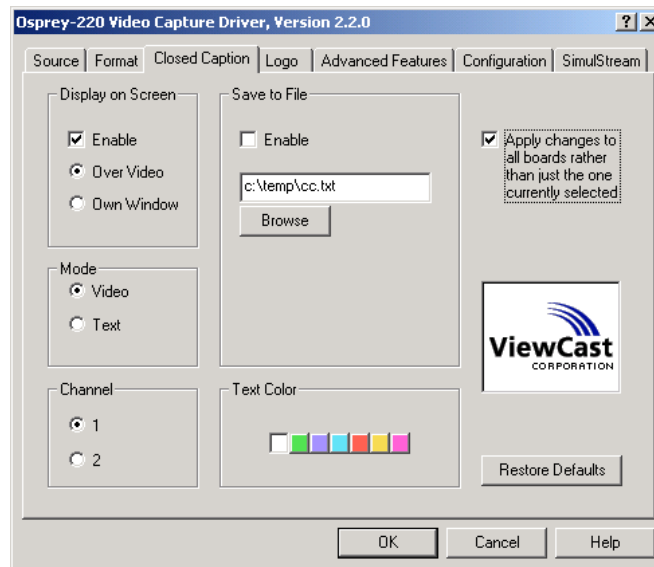 Osprey-220 Video Capture Driver, Version 2.2.0
Source
Format
Closed Caption
Logo
Advanced Features
Configuration
SimulStream
Display on Screen
Enable
Over Video
Own Window
Save to File
Enable
c:\temp\cc.txt
Browse
Apply changes to
all boards rather
than just the one
currently selected
Mode
Video
Text
ViewCast
CORPORATION
Channel
1
2
Text Color
Restore Defaults
OK
Cancel
Help